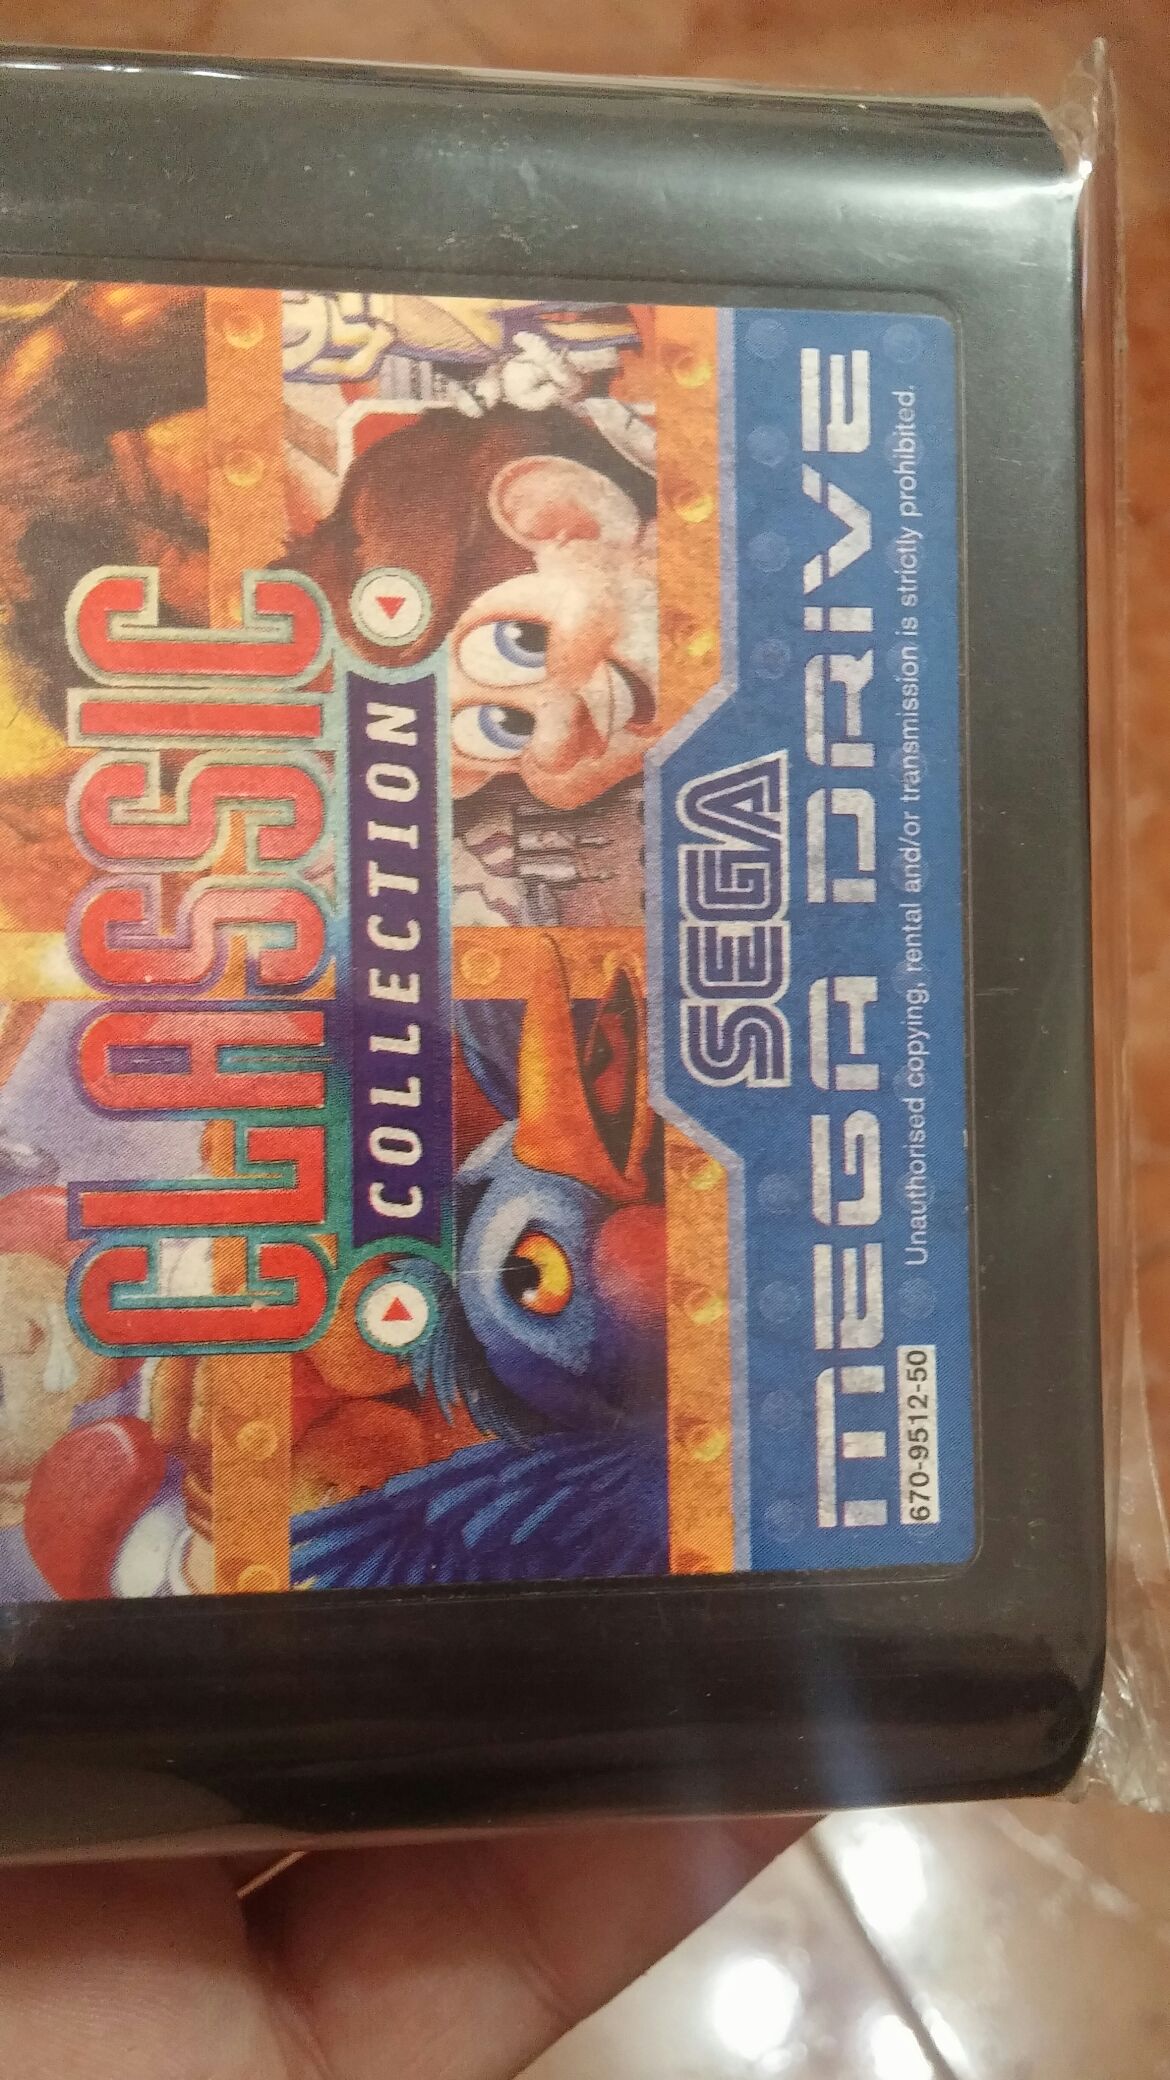 CLASSIC
COLLECTION
SEGA
MEGA DRIVE
670-9512-50
Unauthorised copying, rental and/or transmission is strictly prohibited.